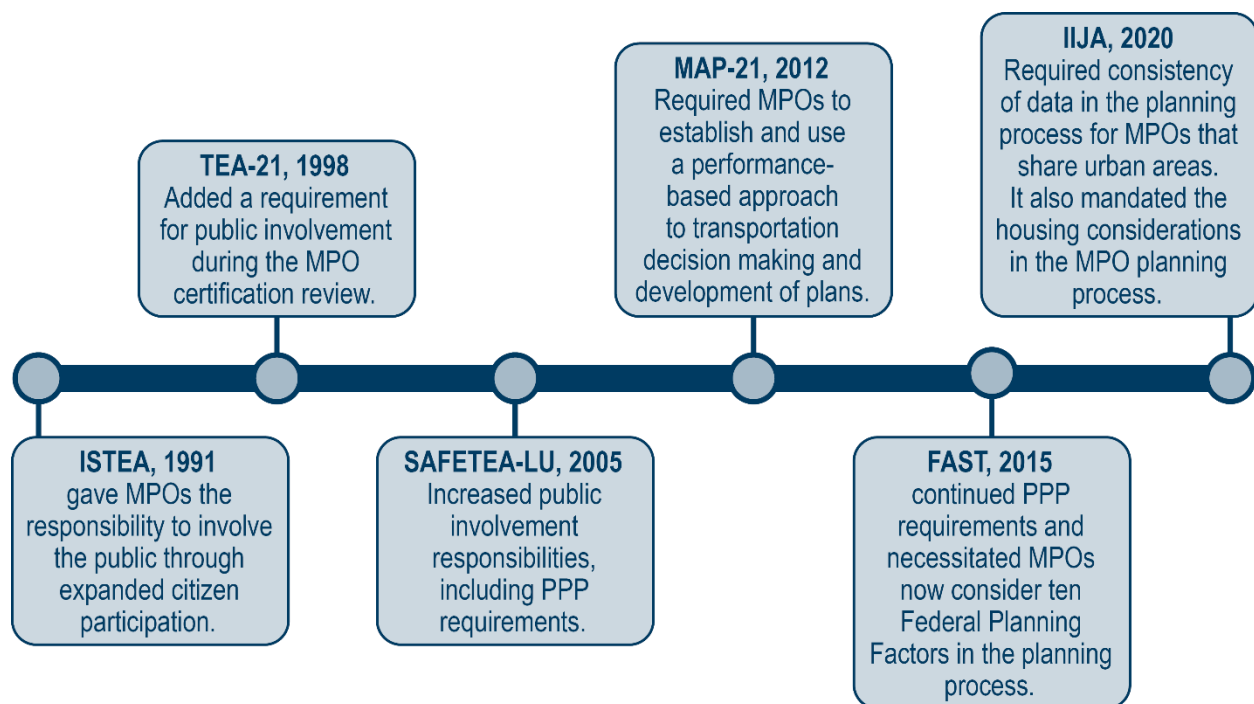 ISTEA, 1991
gave MPOs the
responsibility to involve
the public through
expanded citizen
participation.
TEA-21, 1998
Added a requirement
for public involvement
during the MPO
certification review.
SAFETEA-LU, 2005
Increased public
involvement
responsibilities,
including PPP
requirements.
MAP-21, 2012
Required MPOs to
establish and use
a performance-
based approach
to transportation
decision making and
development of plans.
FAST, 2015
continued PPP
requirements and
necessitated MPOs
now consider ten
Federal Planning
Factors in the planning
process.
IIJA, 2020
Required consistency
of data in the planning
process for MPOs that
share urban areas.
It also mandated the
housing considerations
in the MPO planning
process.